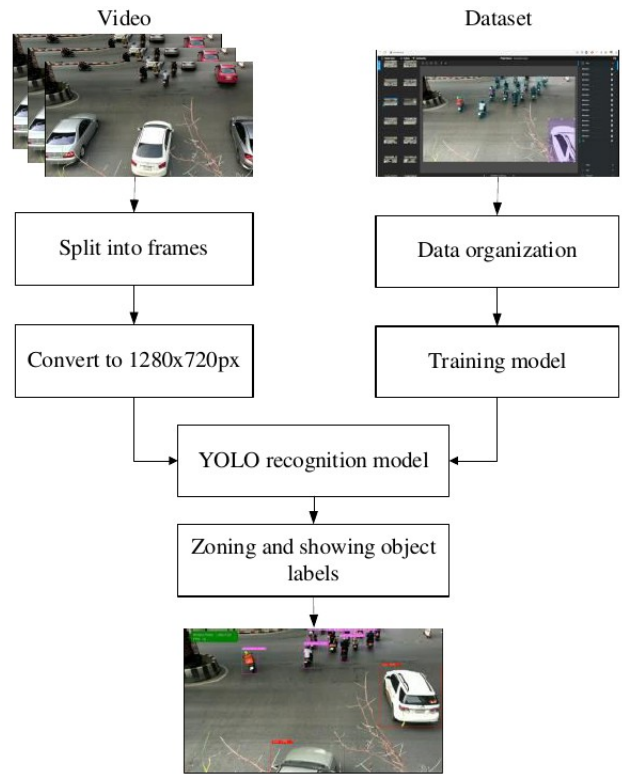 Video
Dataset
Split into frames
Data organization
Convert to 1280x720px
Training model
YOLO recognition model
Zoning and showing object
labels